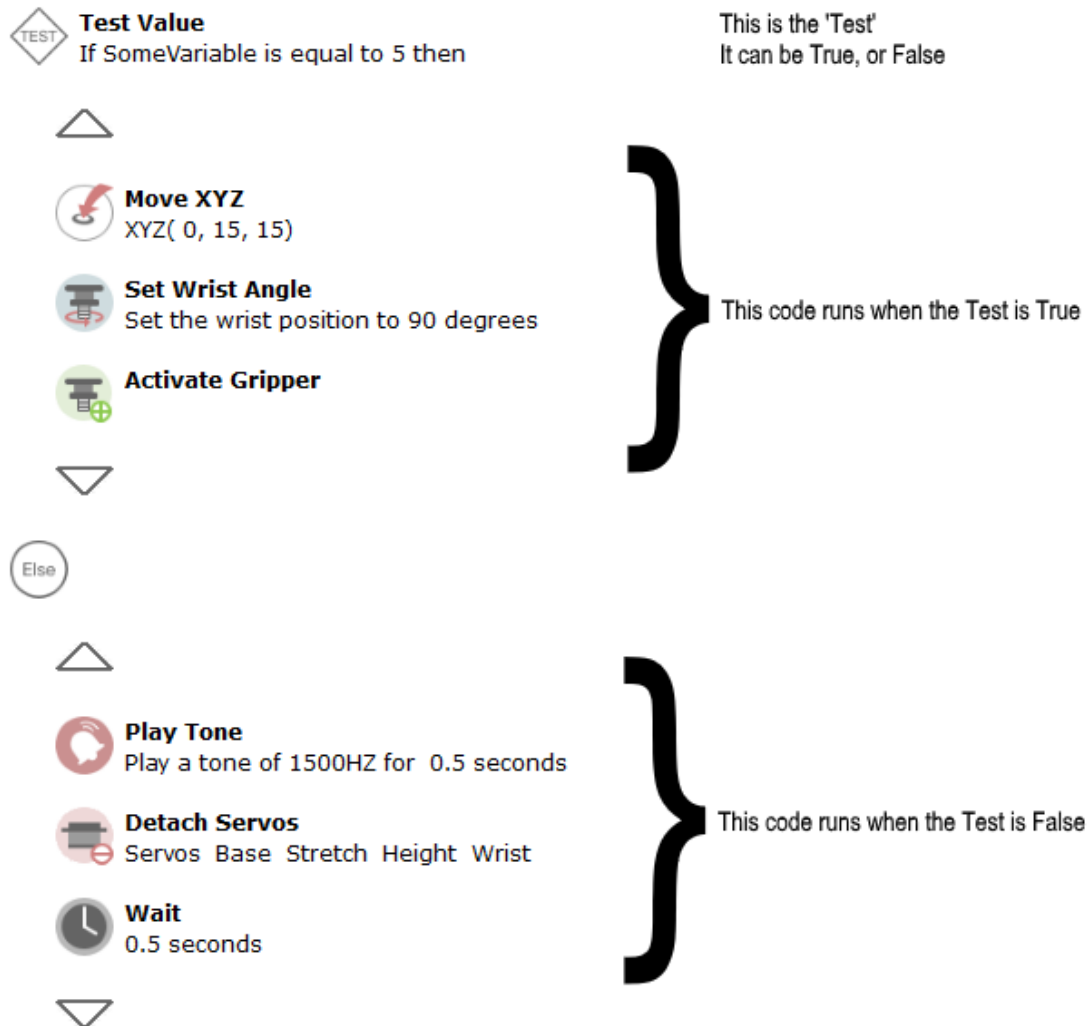 TEST
Test Value
If SomeVariable is equal to 5 then
This is the 'Test'
It can be True, or False
Move XYZ
XYZ( 0, 15, 15)
Set Wrist Angle
Set the wrist position to 90 degrees
Activate Gripper
This code runs when the Test is True
Else
Play Tone
Play a tone of 1500HZ for  0.5 seconds
Detach Servos
Servos  Base  Stretch  Height  Wrist
Wait
0.5 seconds
This code runs when the Test is False